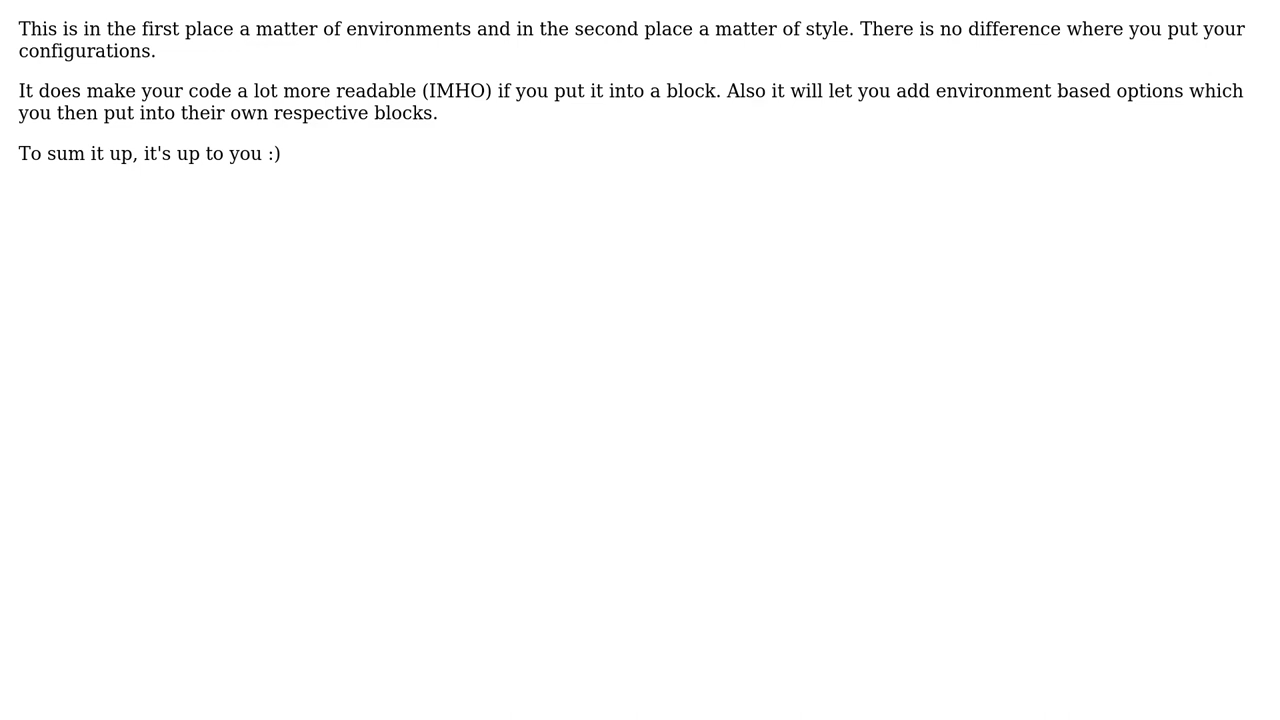 This is in the first place a matter of environments and in the second place a matter of style. There is no difference where you put your
configurations.
It does make your code a lot more readable (IMHO) if you put it into a block. Also it will let you add environment based options which
you then put into their own respective blocks.
To sum it up, it's up to you :)